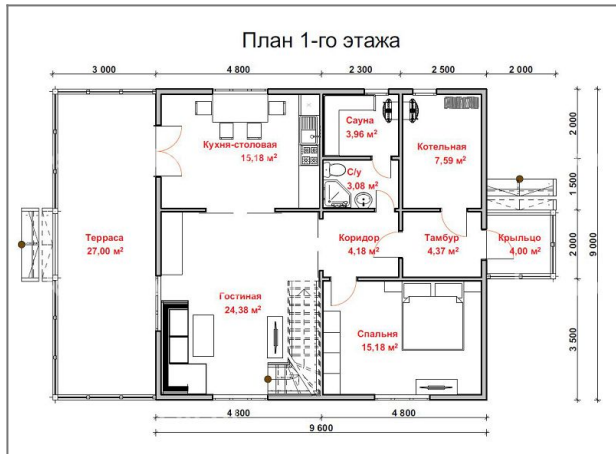 План 1-го этажа
3 000
4 800
2 300
2 500
2 000
Сауна
3,96 м²
Кухня-столовая
15,18 м²
Котельная
7,59 м²
2 000
С/у
3,08 м²
1 500
Терраса
27,00 м²
Коридор
4,18 м²
Тамбур
4,37 м²
Крыльцо
4,00 м²
2 000
9 000
Гостиная
24,38 м²
Спальня
15,18 м²
3 500
4 800
4 800
9 600